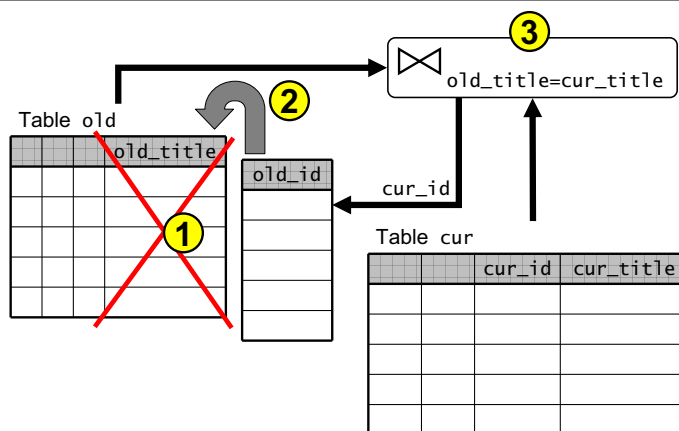 3
old_title=cur_title
2
Table old
old_title
old_id
cur_id
1
Table cur
cur_id cur_title